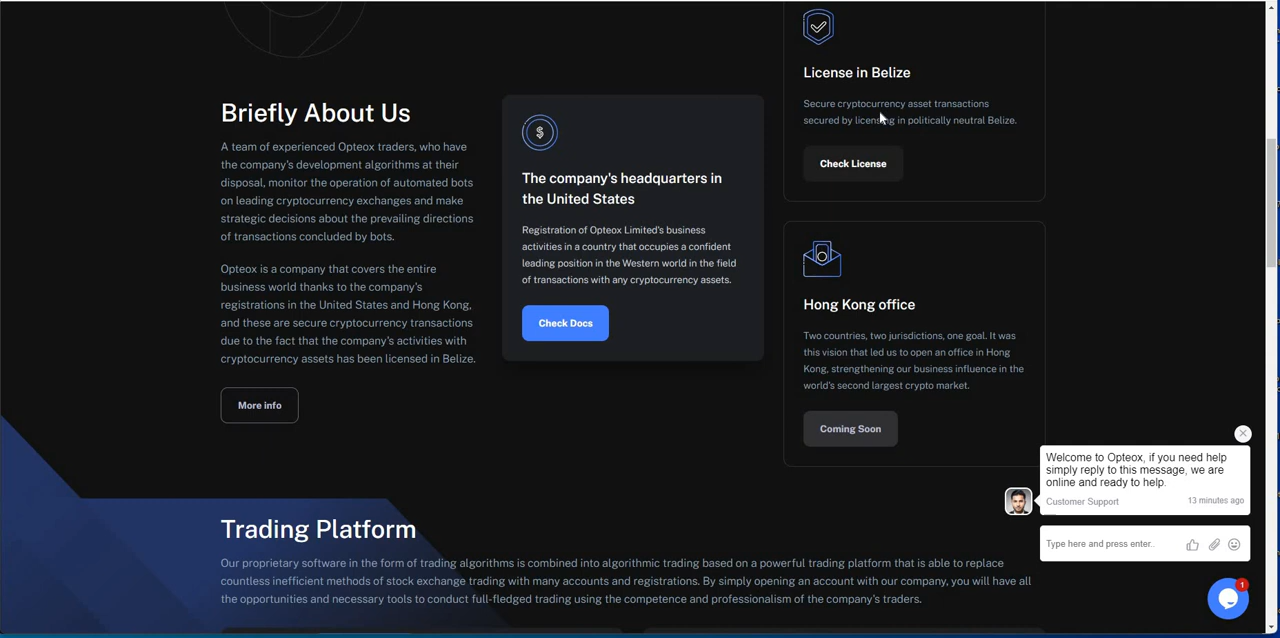 Briefly About Us
A team of experienced Opteox traders, who have
the company's development algorithms at their
disposal, monitor the operation of automated bots
on leading cryptocurrency exchanges and make
strategic decisions about the prevailing directions
of transactions concluded by bots.
Opteox is a company that covers the entire
business world thanks to the company's
registrations in the United States and Hong Kong,
and these are secure cryptocurrency transactions
due to the fact that the company's activities with
cryptocurrency assets has been licensed in Belize.
More info
$
The company's headquarters in
the United States
Registration of Opteox Limited's business
activities in a country that occupies a confident
leading position in the Western world in the field
of transactions with any cryptocurrency assets.
Check Docs
License in Belize
Secure cryptocurrency asset transactions
secured by licensing in politically neutral Belize.
Check License
Hong Kong office
Two countries, two jurisdictions, one goal. It was
this vision that led us to open an office in Hong
Kong, strengthening our business influence in the
world's second largest crypto market.
Coming Soon
Welcome to Opteox, if you need help
simply reply to this message, we are
online and ready to help.
Customer Support 13 minutes ago
Type here and press enter..
1
Trading Platform
Our proprietary software in the form of trading algorithms is combined into algorithmic trading based on a powerful trading platform that is able to replace
countless inefficient methods of stock exchange trading with many accounts and registrations. By simply opening an account with our company, you will have all
the opportunities and necessary tools to conduct full-fledged trading using the competence and professionalism of the company's traders.